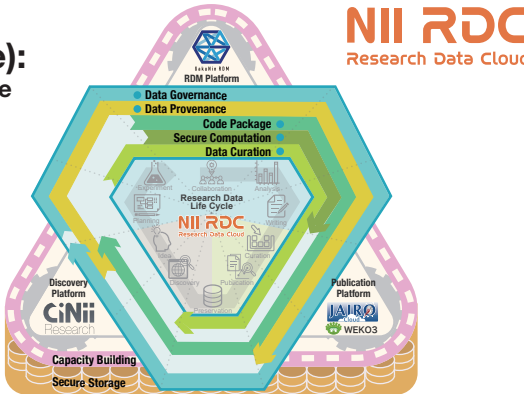 NII RDC
Research Data Cloud
e):
e
GakuNin RDM
RDM Platform
Data Governance
Data Provenance
Code Package
Secure Computation
Data Curation
Experiment
Collaboration
Analysis
Research Data
Life Cycle
Planning
NII RDC
Research Data Cloud
Writing
Idea
Curation
Discovery
Publication
Preservation
Discovery
Platform
CiNii
Research
Publication
Platform
JAIRO
Cloud
WEKO3
Capacity Building
Secure Storage